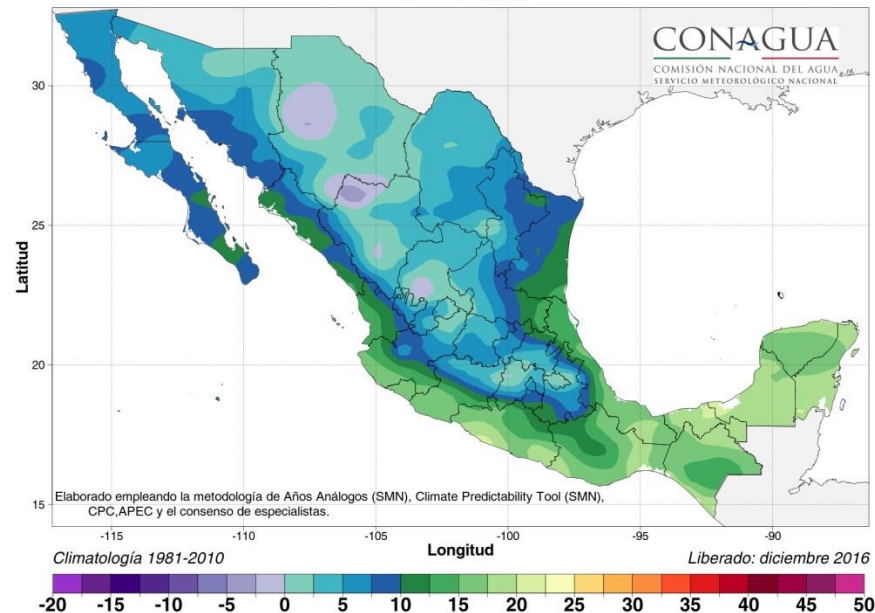 CONAGUA
COMISIÓN NACIONAL DEL AGUA
SERVICIO METEOROLÓGICO NACIONAL
30
25
20
15
Latitud
Elaborado empleando la metodología de Años Análogos (SMN), Climate Predictability Tool (SMN),
CPC,APEC y el consenso de especialistas.
-115
-110
-105
-100
-95
-90
Longitud
Climatología 1981-2010
Liberado: diciembre 2016
-20 -15 -10 -5 0 5 10 15 20 25 30 35 40 45 50